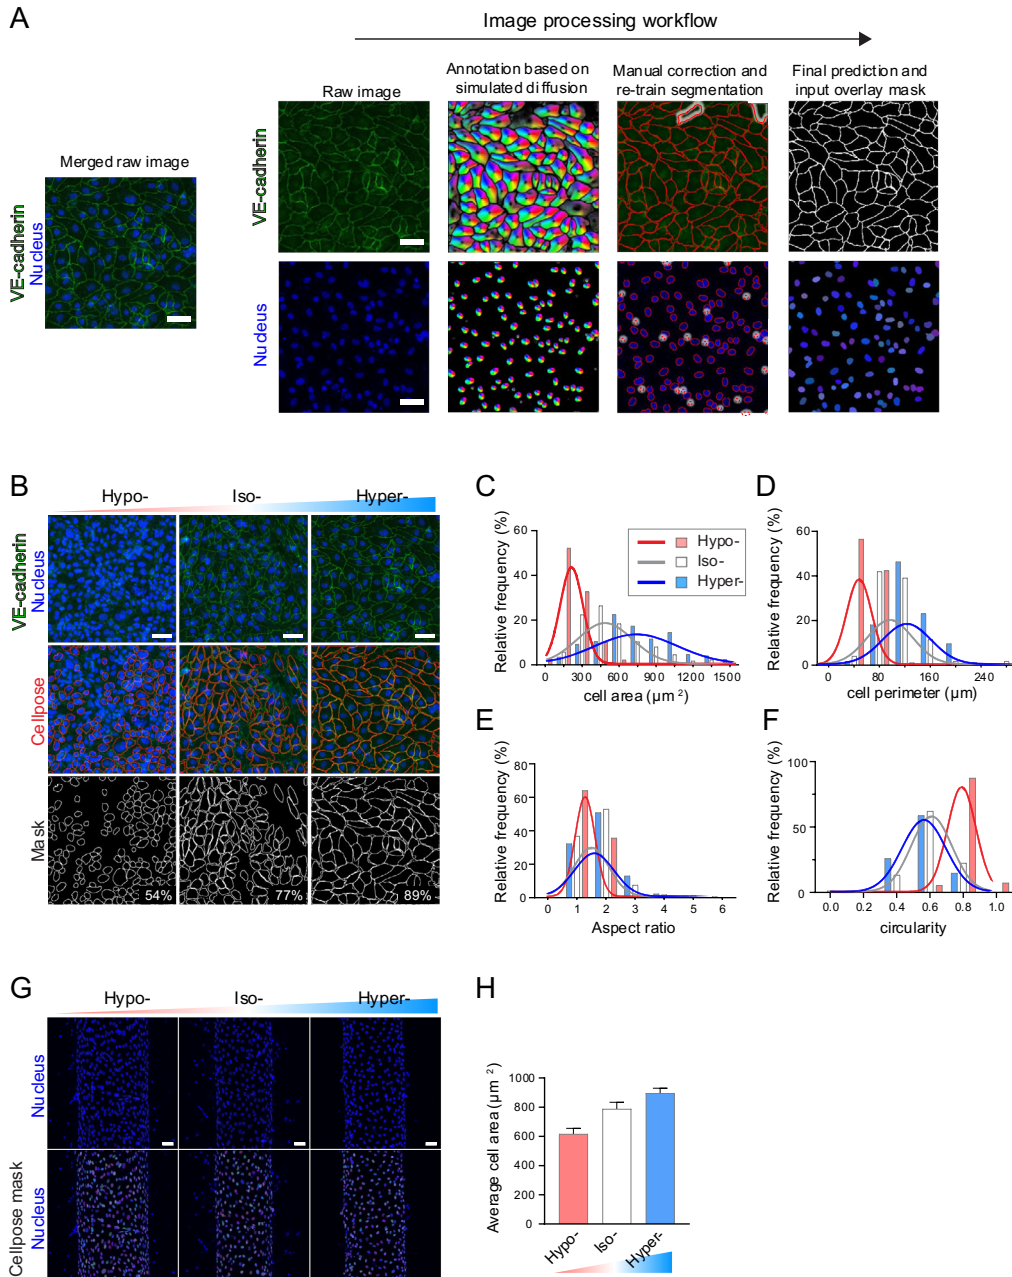 A
Image processing workflow
Merged raw image
VE-cadherin
Nucleus
Raw image
Annotation based on
simulated diffusion
Manual correction and
re-train segmentation
Final prediction and
input overlay mask
VE-cadherin
Nucleus
B
Hypo- Iso- Hyper-
VE-cadherin
Nucleus
Cellpose
Mask
54% 77% 89%
C
Relative frequency (%)
60
40
20
0
0 300 600 900 1200 1500
cell area (µm²)
Hypo-
Iso-
Hyper-
D
Relative frequency (%)
60
40
20
0
0 80 160 240
cell perimeter (µm)
E
Relative frequency (%)
80
60
40
20
0
0 1 2 3 4 5 6
Aspect ratio
F
Relative frequency (%)
100
50
0
0.0 0.2 0.4 0.6 0.8 1.0
circularity
G
Hypo- Iso- Hyper-
Nucleus
Cellpose mask
Nucleus
H
Average cell area (µm²)
1000
800
600
400
200
0
Hypo- Iso- Hyper-